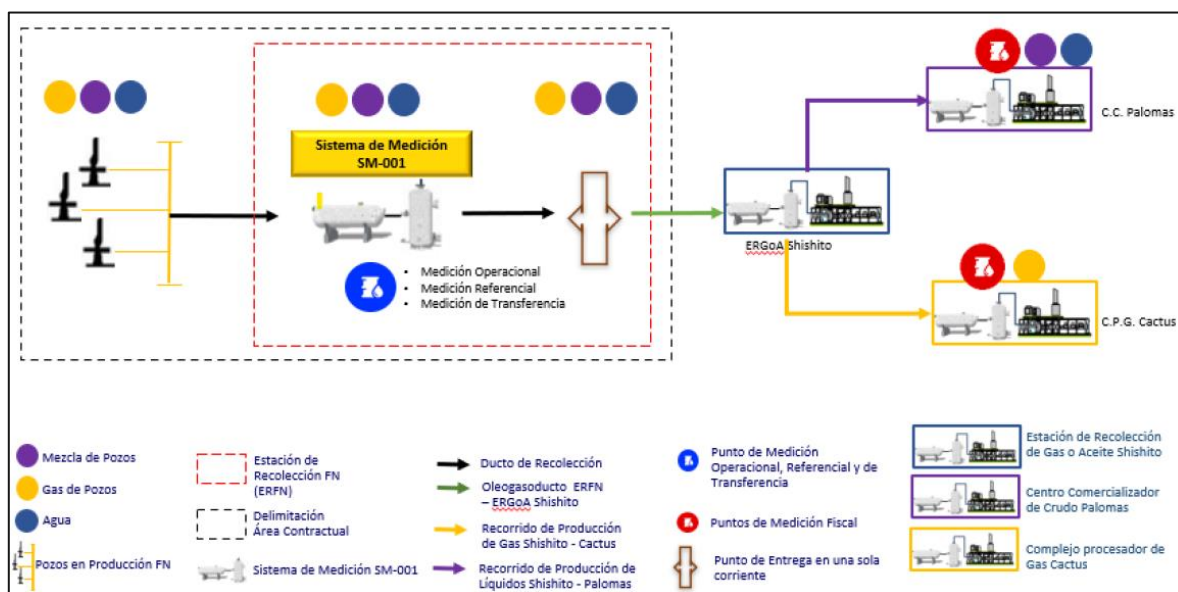 Sistema de Medición
SM-001
• Medición Operacional
• Medición Referencial
• Medición de Transferencia
ERGoA Shishito
C.C. Palomas
C.P.G. Cactus
Mezcla de Pozos
Gas de Pozos
Agua
Pozos en Producción FN
Estación de
Recolección FN
(ERFN)
Delimitación
Área Contractual
Sistema de Medición SM-001
Ducto de Recolección
Oleogasoducto ERFN
– ERGoA Shishito
Recorrido de Producción
de Gas Shishito - Cactus
Recorrido de Producción de
Líquidos Shishito - Palomas
Punto de Medición
Operacional, Referencial y de
Transferencia
Puntos de Medición Fiscal
Punto de Entrega en una sola
corriente
Estación de Recolección
de Gas o Aceite Shishito
Centro Comercializador
de Crudo Palomas
Complejo procesador de
Gas Cactus